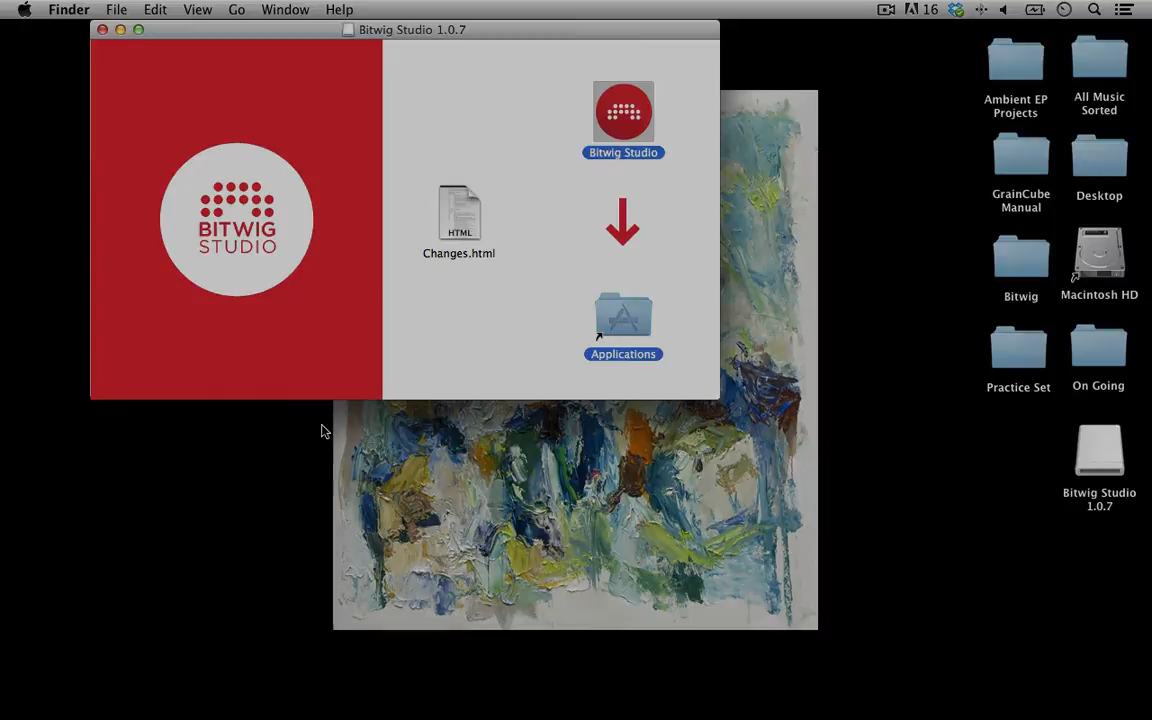 Finder File Edit View Go Window Help
16
Bitwig Studio 1.0.7
BITWIG
STUDIO
HTML
Changes.html
Bitwig Studio
Applications
Ambient EP
Projects
All Music
Sorted
GrainCube
Manual
Desktop
Bitwig
Macintosh HD
Practice Set
On Going
Bitwig Studio
1.0.7